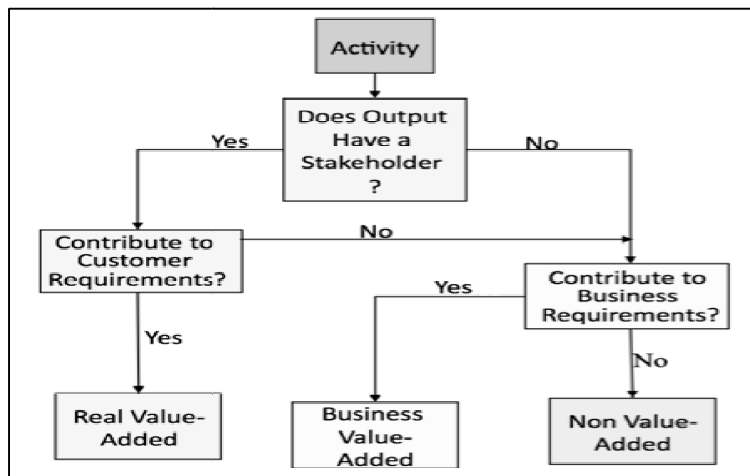 Activity
Does Output
Have a
Stakeholder
?
Yes
No
Contribute to
Customer
Requirements?
No
Contribute to
Business
Requirements?
Yes
Yes
No
Real Value-
Added
Business
Value-
Added
Non Value-
Added